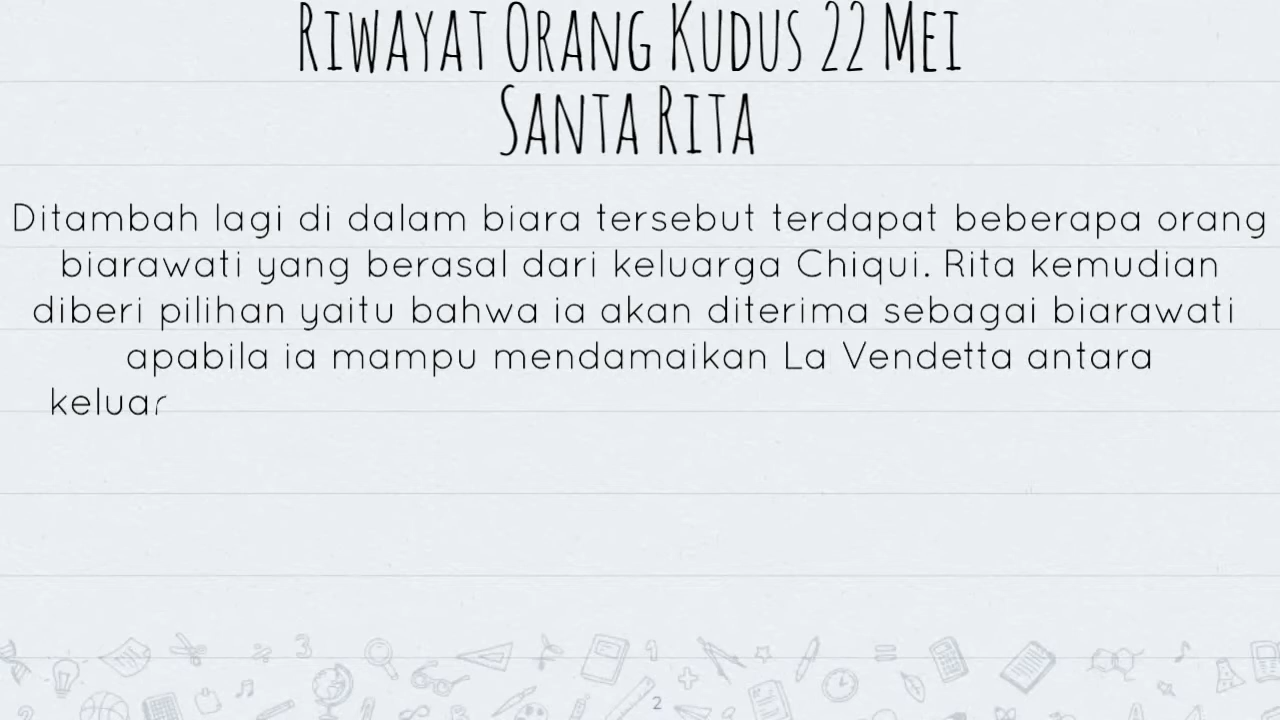 Riwayat Orang Kudus 22 Mei
Santa Rita
Ditambah lagi di dalam biara tersebut terdapat beberapa orang
biarawati yang berasal dari keluarga Chiqui. Rita kemudian
diberi pilihan yaitu bahwa ia akan diterima sebagai biarawati
apabila ia mampu mendamaikan La Vendetta antara
keluar
2